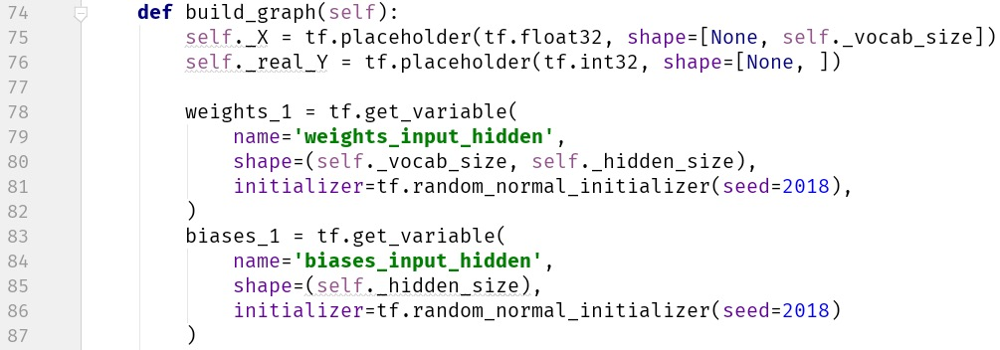 74 def build_graph(self):
75 self._X = tf.placeholder(tf.float32, shape=[None, self._vocab_size])
76 self._real_Y = tf.placeholder(tf.int32, shape=[None, ])
77
78 weights_1 = tf.get_variable(
79 name='weights_input_hidden',
80 shape=(self._vocab_size, self._hidden_size),
81 initializer=tf.random_normal_initializer(seed=2018),
82 )
83 biases_1 = tf.get_variable(
84 name='biases_input_hidden',
85 shape=(self._hidden_size),
86 initializer=tf.random_normal_initializer(seed=2018)
87 )